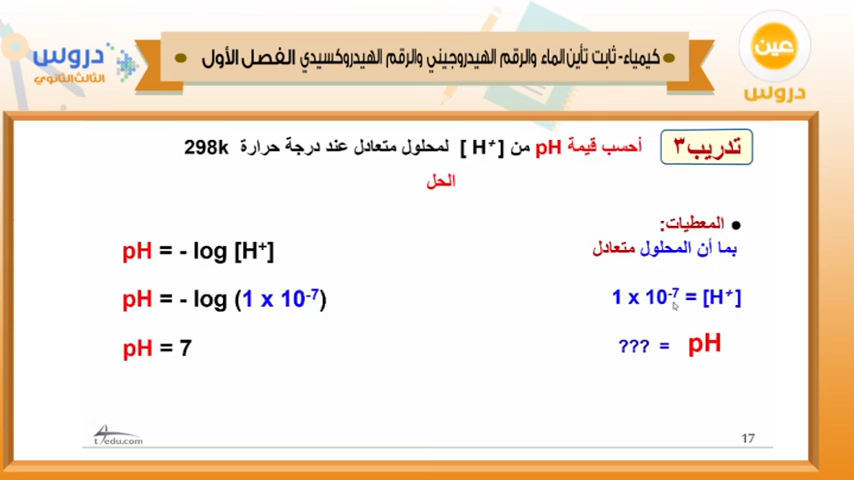 دروس
الثالث الثانوي
كيمياء- ثابت تأين الماء والرقم الهيدروجيني والرقم الهيدروكسيدي الفصل الأول
عين
دروس
تدريب٣
أحسب قيمة pH من [ H⁺ ] لمحلول متعادل عند درجة حرارة 298k
الحل
● المعطيات:
بما أن المحلول متعادل
1 x 10⁻⁷ = [H⁺]
??? = pH
pH = - log [H⁺]
pH = - log (1 x 10⁻⁷)
pH = 7
t4edu.com
17